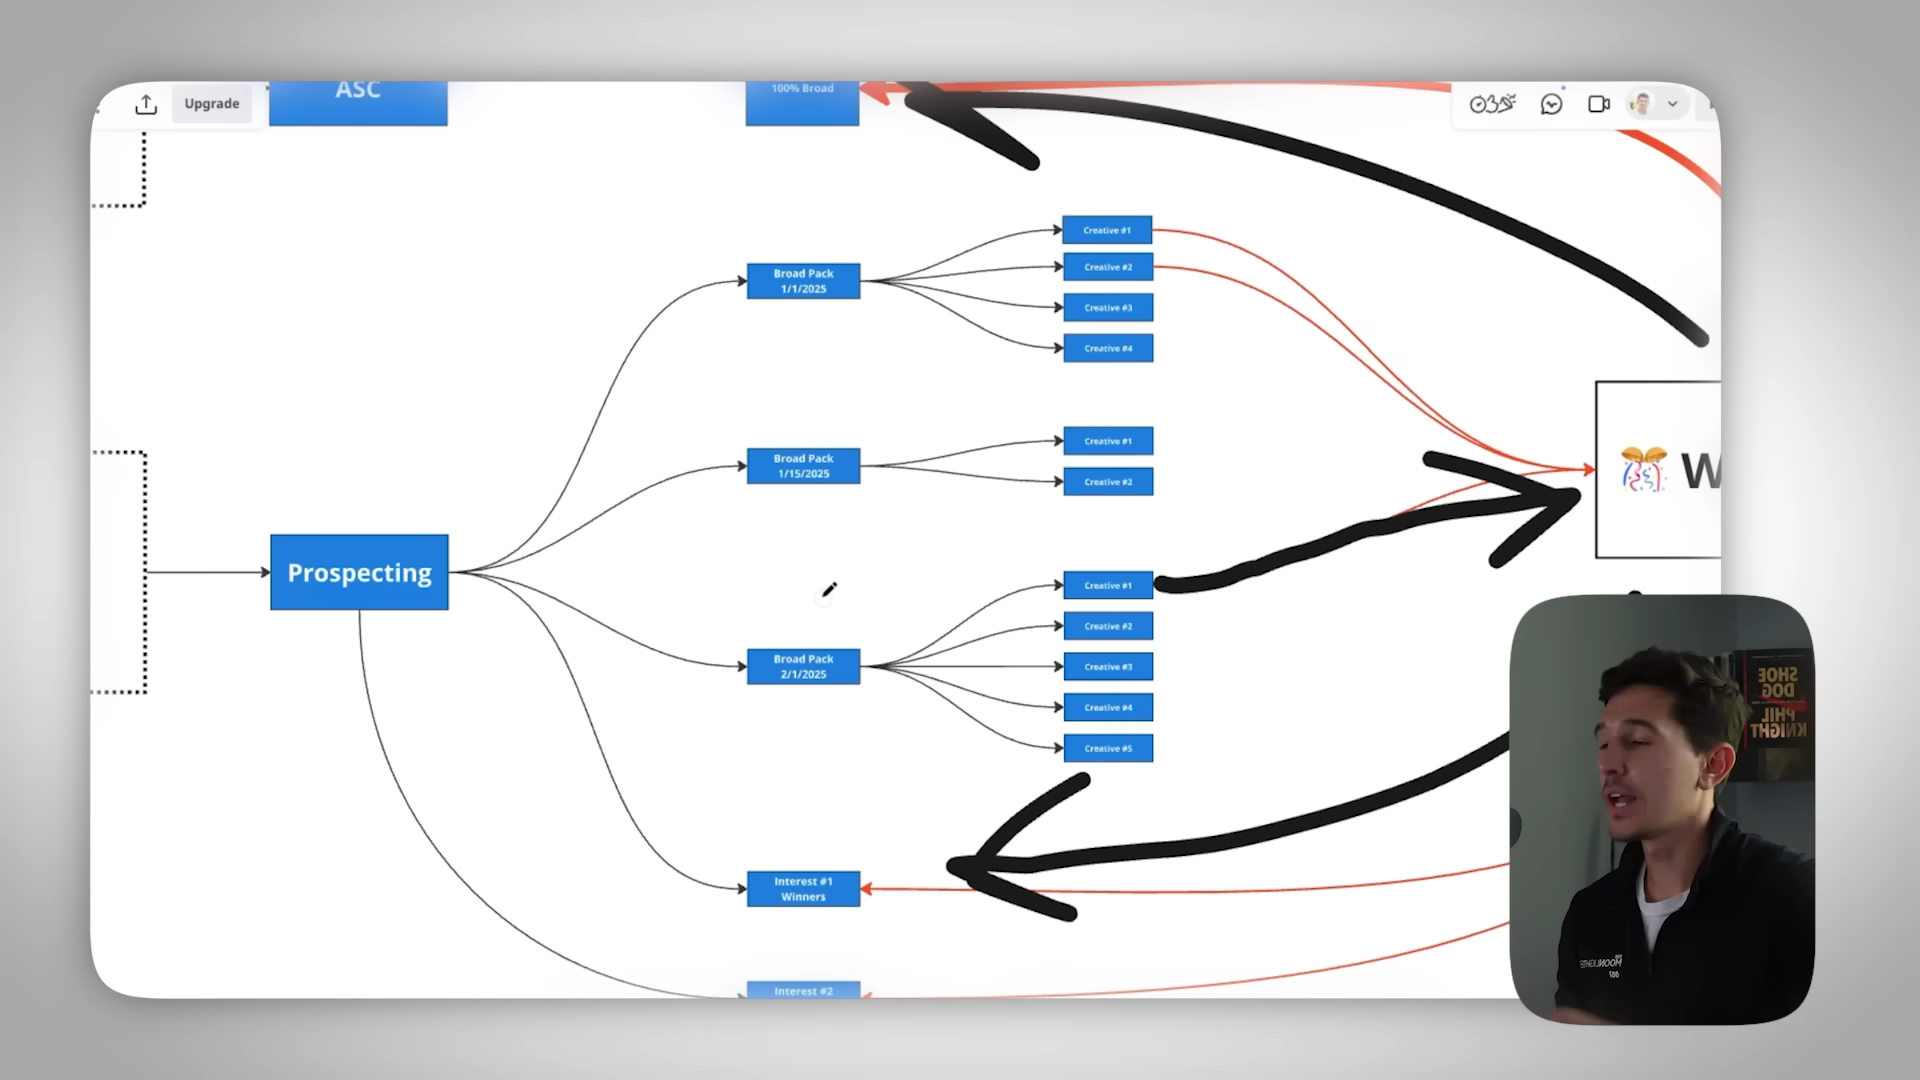 ASC
Upgrade
100% Broad
Creative #1
Creative #2
Creative #3
Creative #4
Broad Pack
1/1/2025
Creative #1
Creative #2
Broad Pack
1/15/2025
W
Prospecting
Creative #1
Creative #2
Creative #3
Creative #4
Creative #5
Broad Pack
2/1/2025
Interest #1
Winners
Interest #2
SHOE
DOG
PHIL
KNIGHT